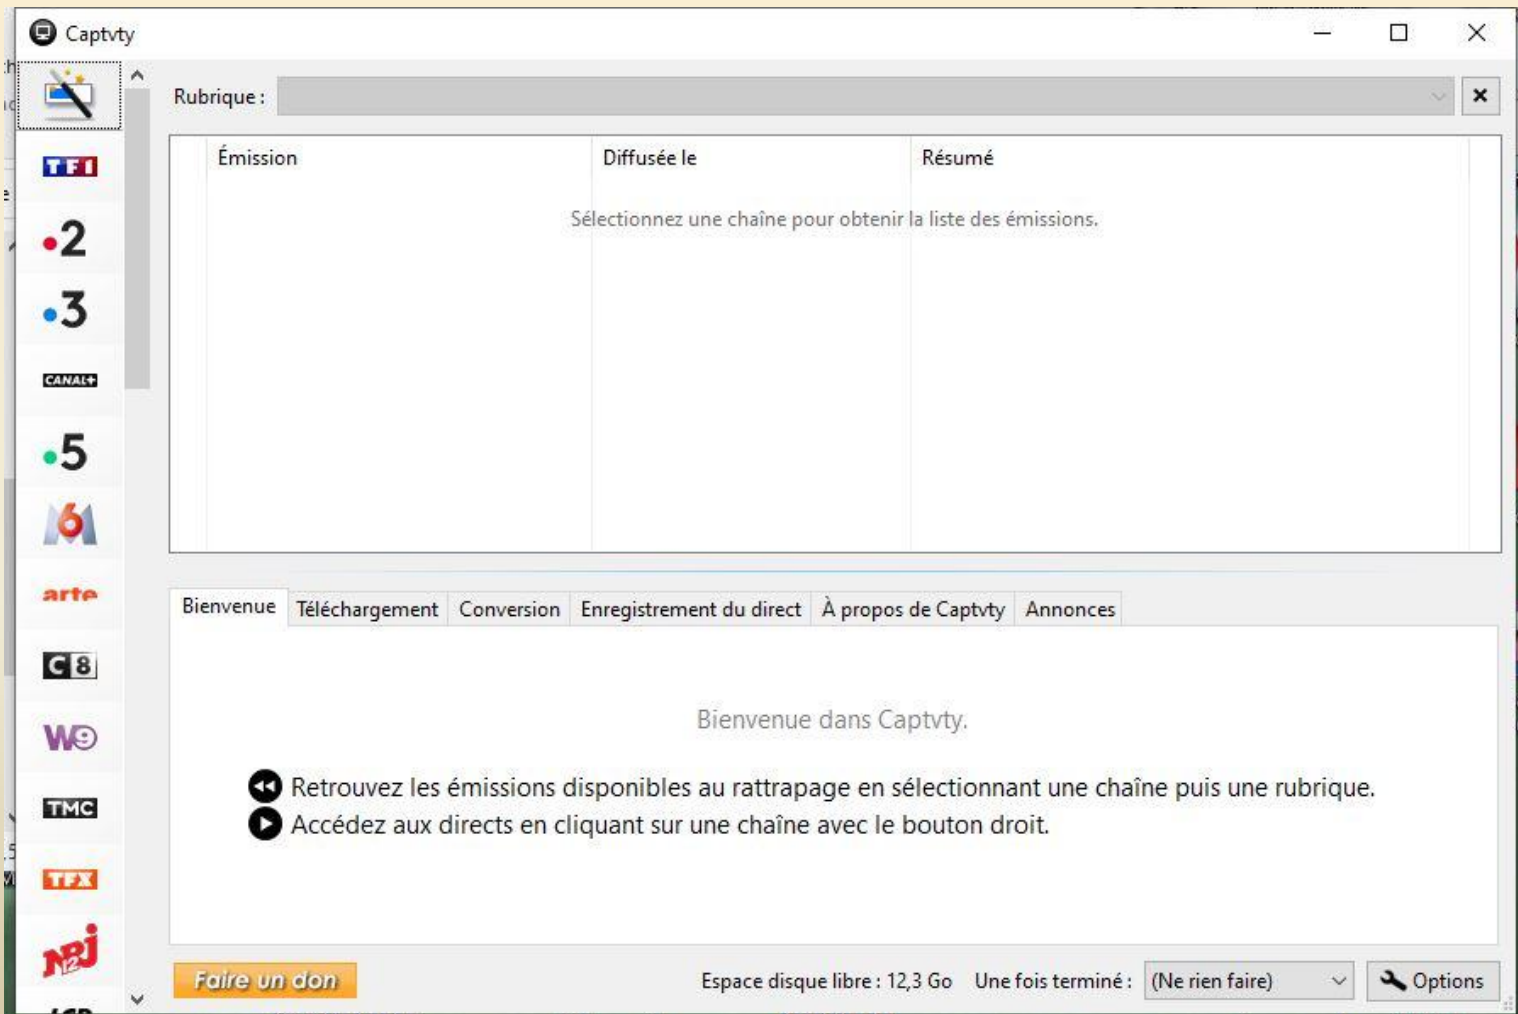 Captvty
Rubrique :
Émission Diffusée le Résumé
Sélectionnez une chaîne pour obtenir la liste des émissions.
TF1
2
3
CANAL+
5
M6
arte
C8
W9
TMC
TFX
NRJ12
Bienvenue Téléchargement Conversion Enregistrement du direct À propos de Captvty Annonces
Bienvenue dans Captvty.
Retrouvez les émissions disponibles au rattrapage en sélectionnant une chaîne puis une rubrique.
Accédez aux directs en cliquant sur une chaîne avec le bouton droit.
Faire un don Espace disque libre : 12,3 Go Une fois terminé : (Ne rien faire) Options